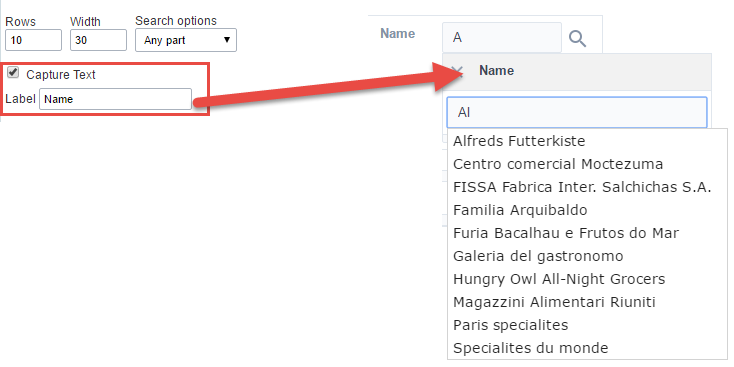 Rows Width Search options
10 30 Any part
Capture Text
Label Name
Name A
Name
Al
Alfreds Futterkiste
Centro comercial Moctezuma
FISSA Fabrica Inter. Salchichas S.A.
Familia Arquibaldo
Furia Bacalhau e Frutos do Mar
Galeria del gastronomo
Hungry Owl All-Night Grocers
Magazzini Alimentari Riuniti
Paris specialites
Specialites du monde